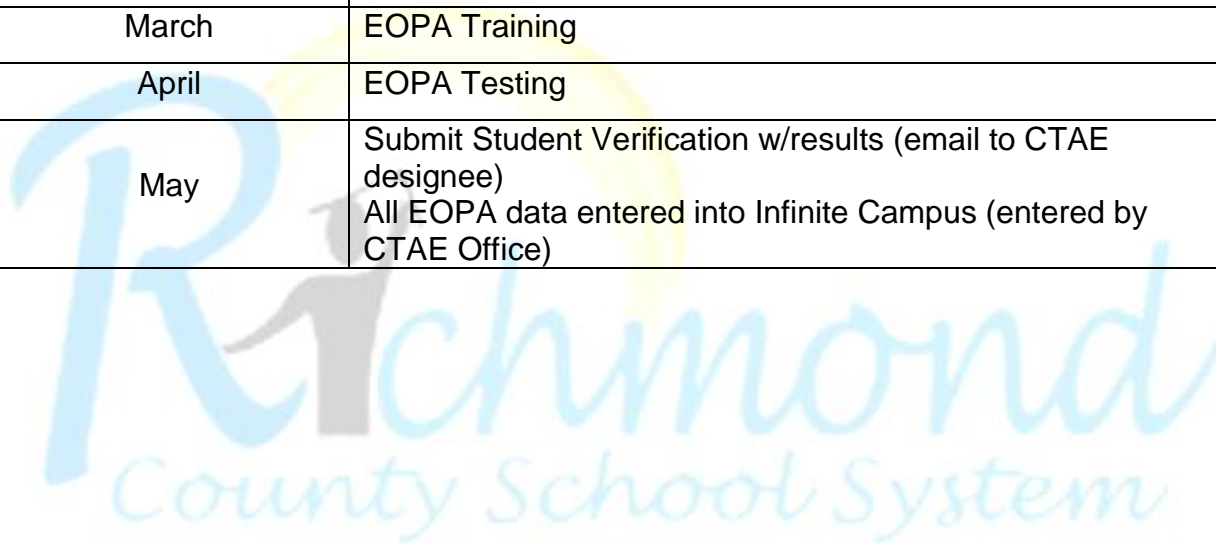 March
EOPA Training
April
EOPA Testing
May
Submit Student Verification w/results (email to CTAE
designee)
All EOPA data entered into Infinite Campus (entered by
CTAE Office)
Richmond
County School System